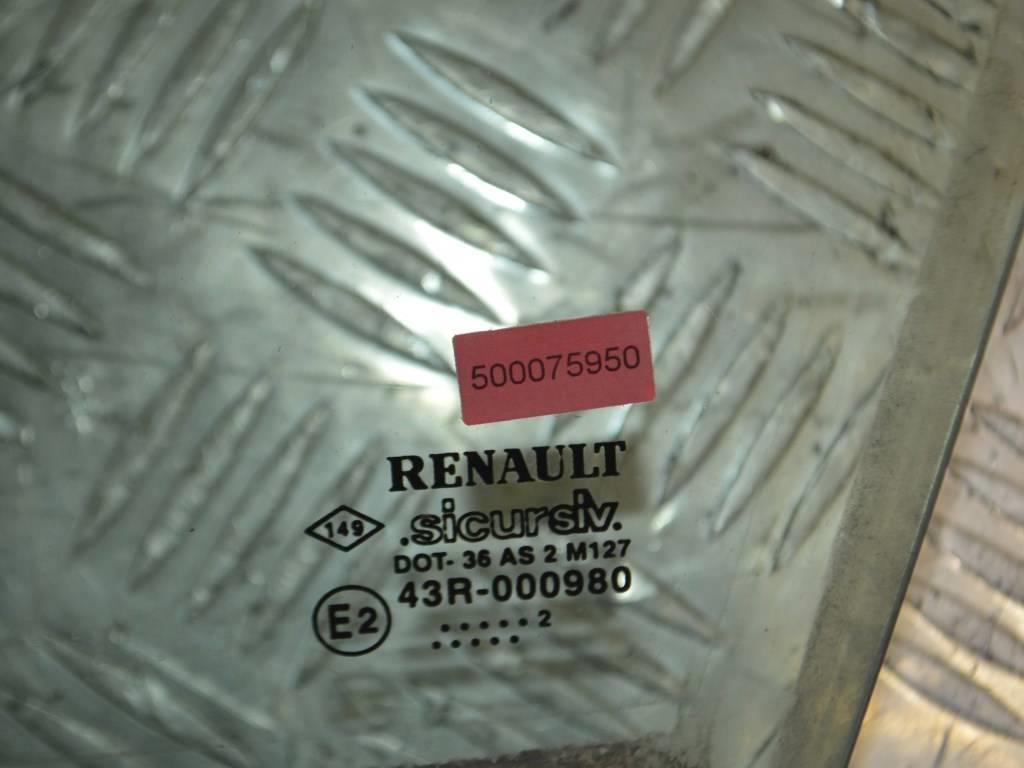 500075950
RENAULT
149 .sicursiv.
DOT- 36 AS 2 M127
E2 43R-000980
.....2
.....